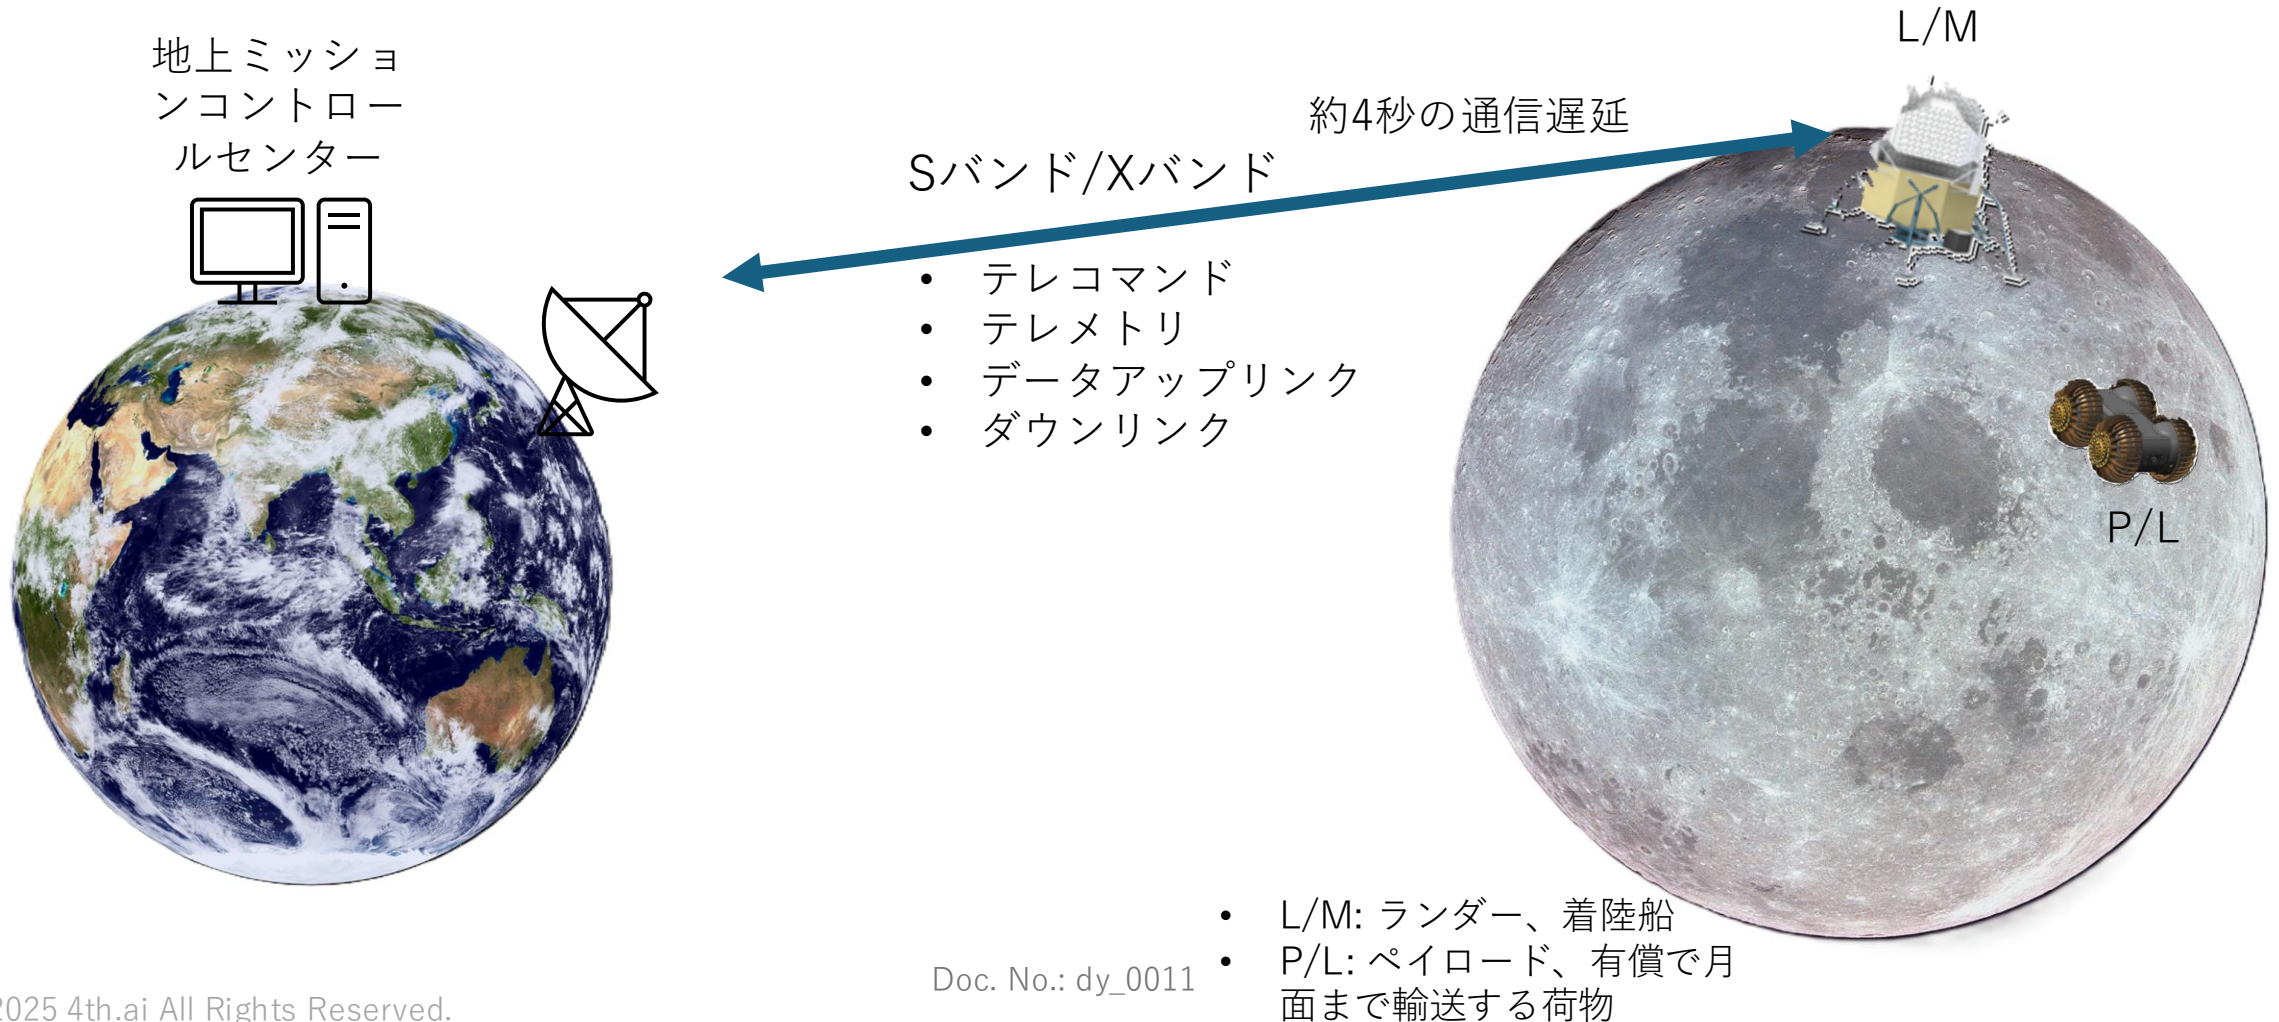 L/M
地上ミッショ
ンコントロー
ルセンター
約4秒の通信遅延
Sバンド/Xバンド
• テレコマンド
• テレメトリ
• データアップリンク
• ダウンリンク
P/L
• L/M: ランダー、着陸船
• P/L: ペイロード、有償で月
面まで輸送する荷物
Doc. No.: dy_0011
2025 4th.ai All Rights Reserved.